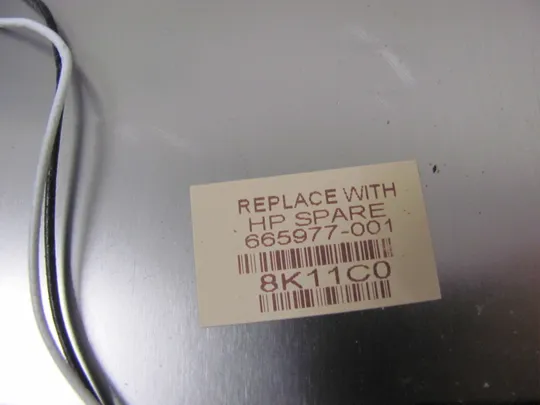 REPLACE WITH
HP SPARE
665977-001
8K11C0